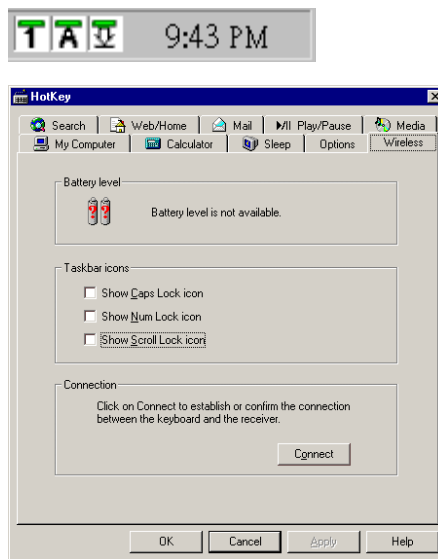 1 A 9:43 PM
HotKey
Search Web/Home Mail Play/Pause Media
My Computer Calculator Sleep Options Wireless
Battery level
?? Battery level is not available.
Taskbar icons
Show Caps Lock icon
Show Num Lock icon
Show Scroll Lock icon
Connection
Click on Connect to establish or confirm the connection
between the keyboard and the receiver.
Connect
OK Cancel Apply Help